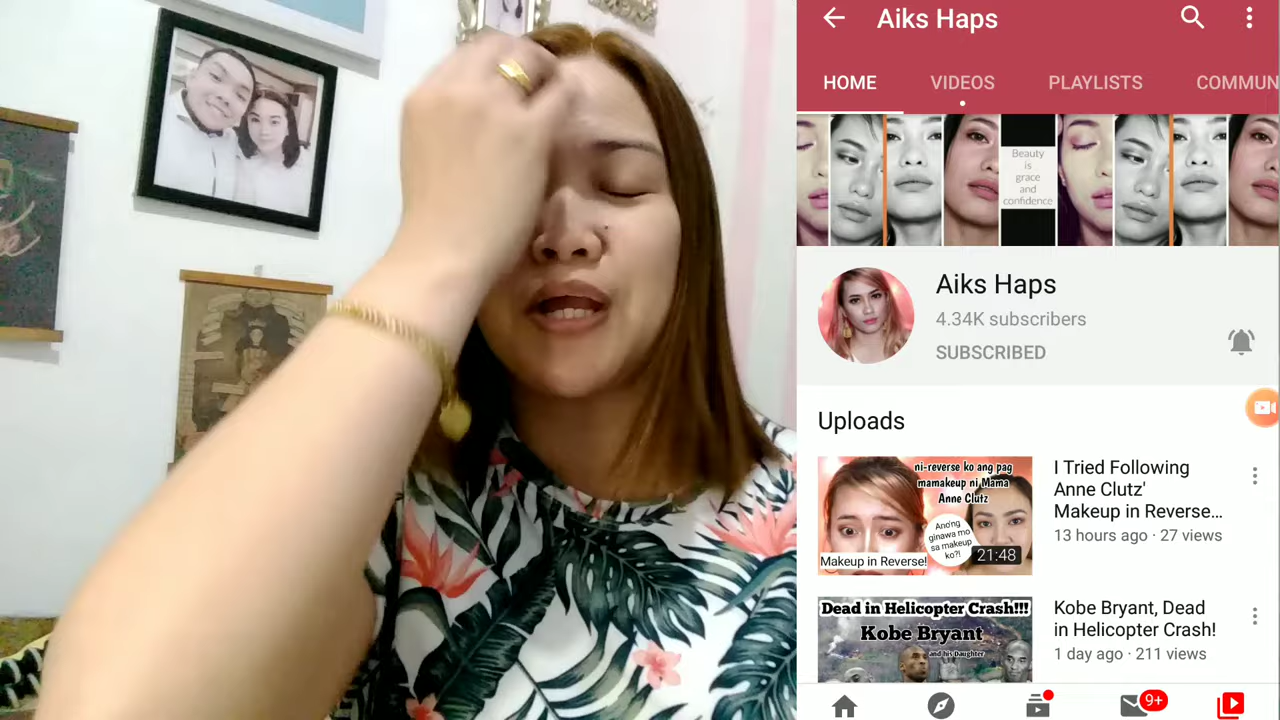 Aiks Haps
HOME
VIDEOS
PLAYLISTS
COMMUN
Beauty
is
grace
and
confidence
Aiks Haps
4.34K subscribers
SUBSCRIBED
Uploads
ni-reverse ko ang pag
mamakeup ni Mama
Anne Clutz
Ano'ng
ginawa mo
sa makeup
ko?!
Makeup in Reverse!
21:48
I Tried Following
Anne Clutz'
Makeup in Reverse...
13 hours ago · 27 views
Dead in Helicopter Crash!!!
Kobe Bryant
and his Daughter
Kobe Bryant, Dead
in Helicopter Crash!
1 day ago · 211 views
9+